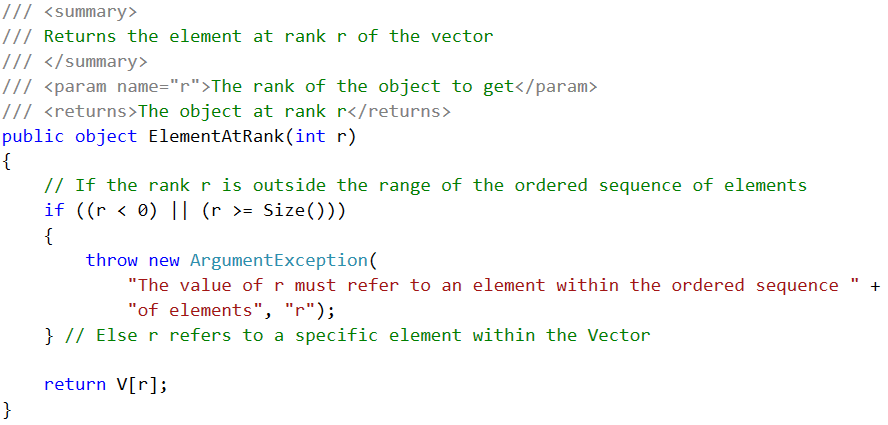 /// <summary>
/// Returns the element at rank r of the vector
/// </summary>
/// <param name="r">The rank of the object to get</param>
/// <returns>The object at rank r</returns>
public object ElementAtRank(int r)
{
    // If the rank r is outside the range of the ordered sequence of elements
    if ((r < 0) || (r >= Size()))
    {
        throw new ArgumentException(
            "The value of r must refer to an element within the ordered sequence " +
            "of elements", "r");
    } // Else r refers to a specific element within the Vector

    return V[r];
}